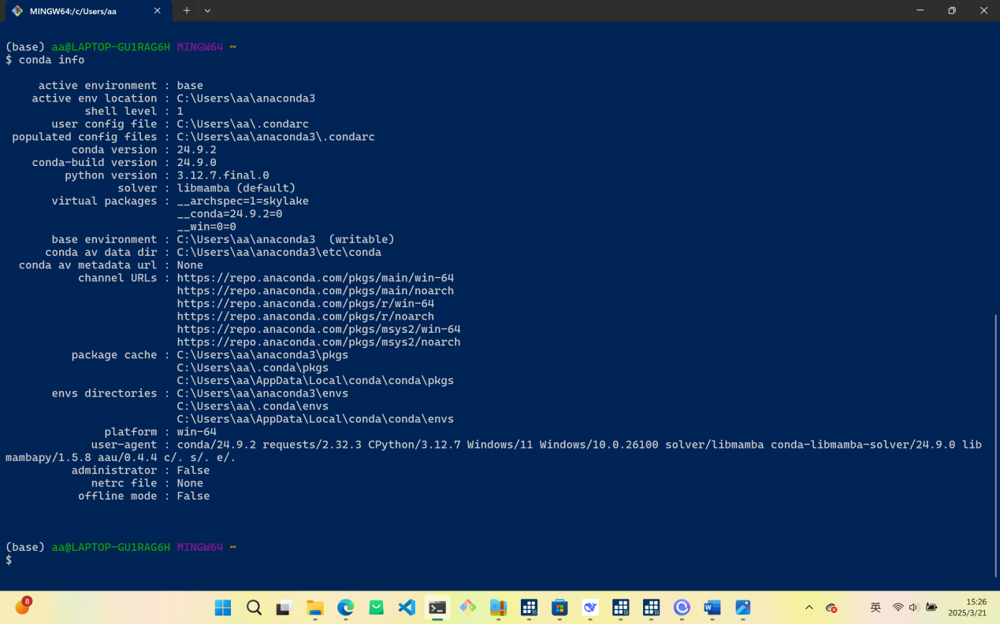 MINGW64:/c/Users/aa
(base) aa@LAPTOP-GU1RAG6H MINGW64 ~
$ conda info
active environment : base
active env location : C:\Users\aa\anaconda3
shell level : 1
user config file : C:\Users\aa\.condarc
populated config files : C:\Users\aa\anaconda3\.condarc
conda version : 24.9.2
conda-build version : 24.9.0
python version : 3.12.7.final.0
solver : libmamba (default)
virtual packages : __archspec=1=skylake
__conda=24.9.2=0
__win=0=0
base environment : C:\Users\aa\anaconda3  (writable)
conda av data dir : C:\Users\aa\anaconda3\etc\conda
conda av metadata url : None
channel URLs : https://repo.anaconda.com/pkgs/main/win-64
https://repo.anaconda.com/pkgs/main/noarch
https://repo.anaconda.com/pkgs/r/win-64
https://repo.anaconda.com/pkgs/r/noarch
https://repo.anaconda.com/pkgs/msys2/win-64
https://repo.anaconda.com/pkgs/msys2/noarch
package cache : C:\Users\aa\anaconda3\pkgs
C:\Users\aa\.conda\pkgs
C:\Users\aa\AppData\Local\conda\conda\pkgs
envs directories : C:\Users\aa\anaconda3\envs
C:\Users\aa\.conda\envs
C:\Users\aa\AppData\Local\conda\conda\envs
platform : win-64
user-agent : conda/24.9.2 requests/2.32.3 CPython/3.12.7 Windows/11 Windows/10.0.26100 solver/libmamba conda-libmamba-solver/24.9.0 lib
mambapy/1.5.8 aau/0.4.4 c/. s/. e/.
administrator : False
netrc file : None
offline mode : False
(base) aa@LAPTOP-GU1RAG6H MINGW64 ~
$
8
18
18
18
W
英
15:26
2025/3/21